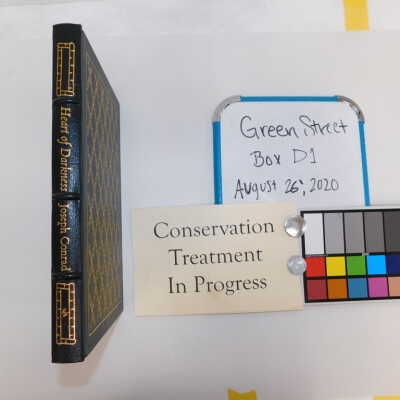 Heart of Darkness
Joseph Conrad
Green Street
Box D1
August 26, 2020
Conservation
Treatment
In Progress